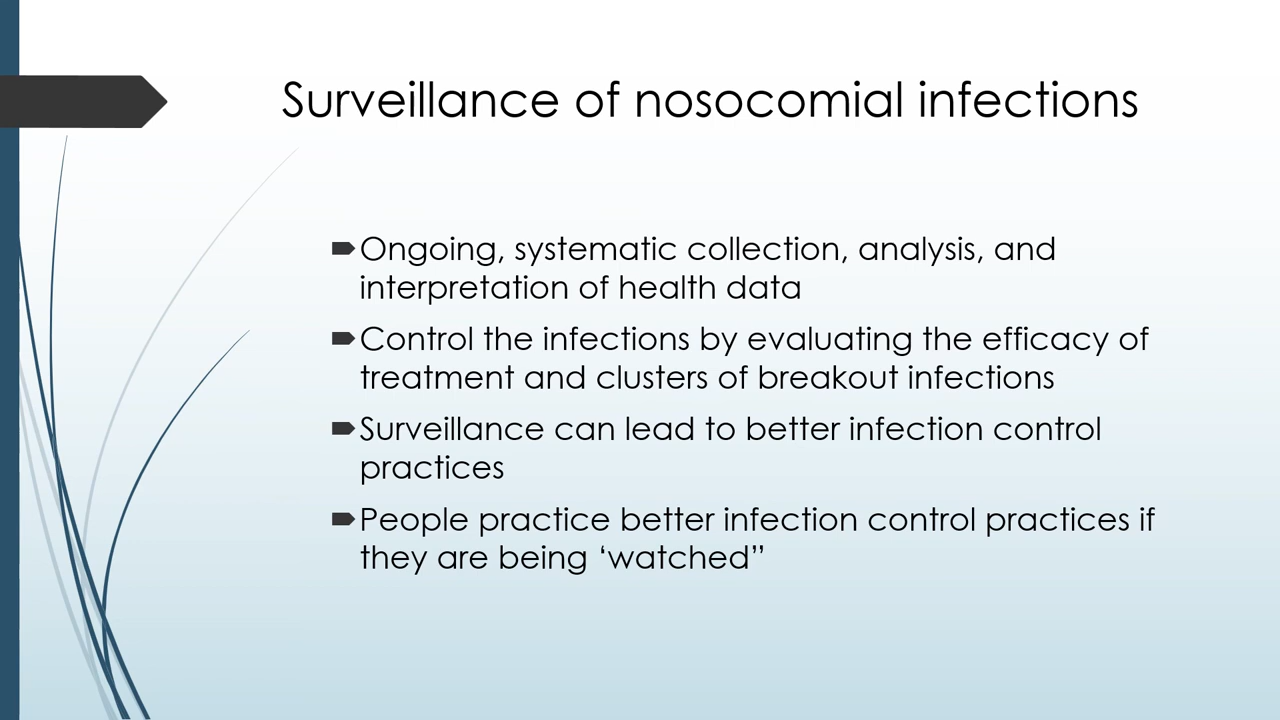 Surveillance of nosocomial infections
Ongoing, systematic collection, analysis, and
interpretation of health data
Control the infections by evaluating the efficacy of
treatment and clusters of breakout infections
Surveillance can lead to better infection control
practices
People practice better infection control practices if
they are being ‘watched”